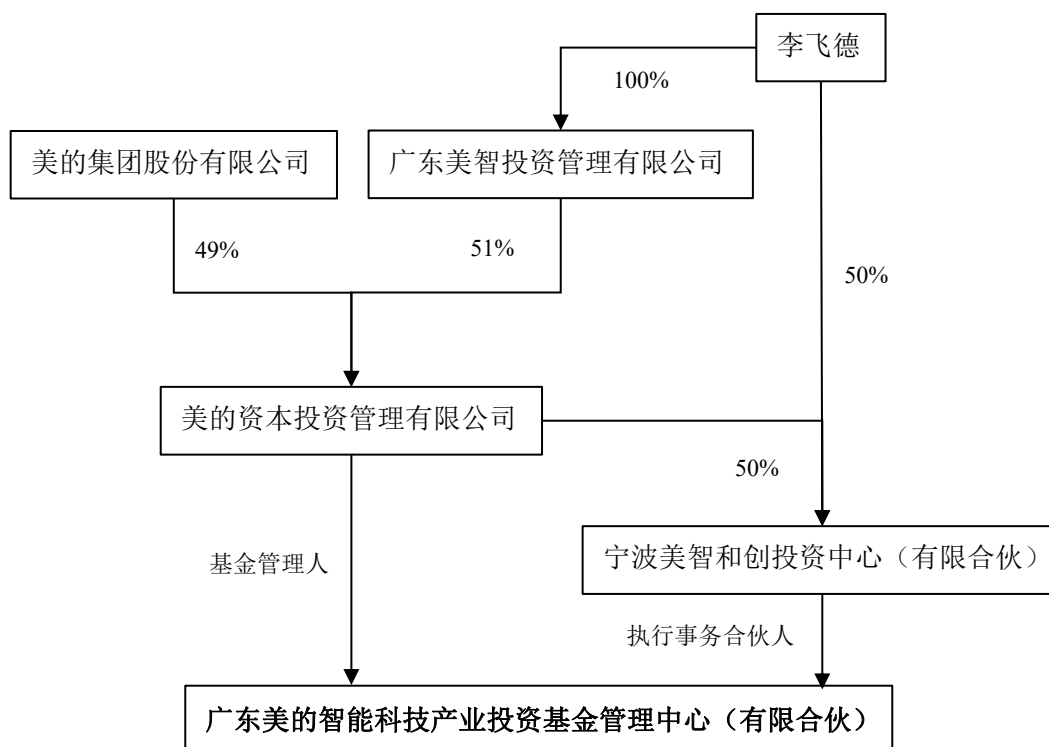 李飞德
100%
美的集团股份有限公司
广东美智投资管理有限公司
49%
51%
50%
美的资本投资管理有限公司
50%
宁波美智和创投资中心（有限合伙）
基金管理人
执行事务合伙人
广东美的智能科技产业投资基金管理中心（有限合伙）